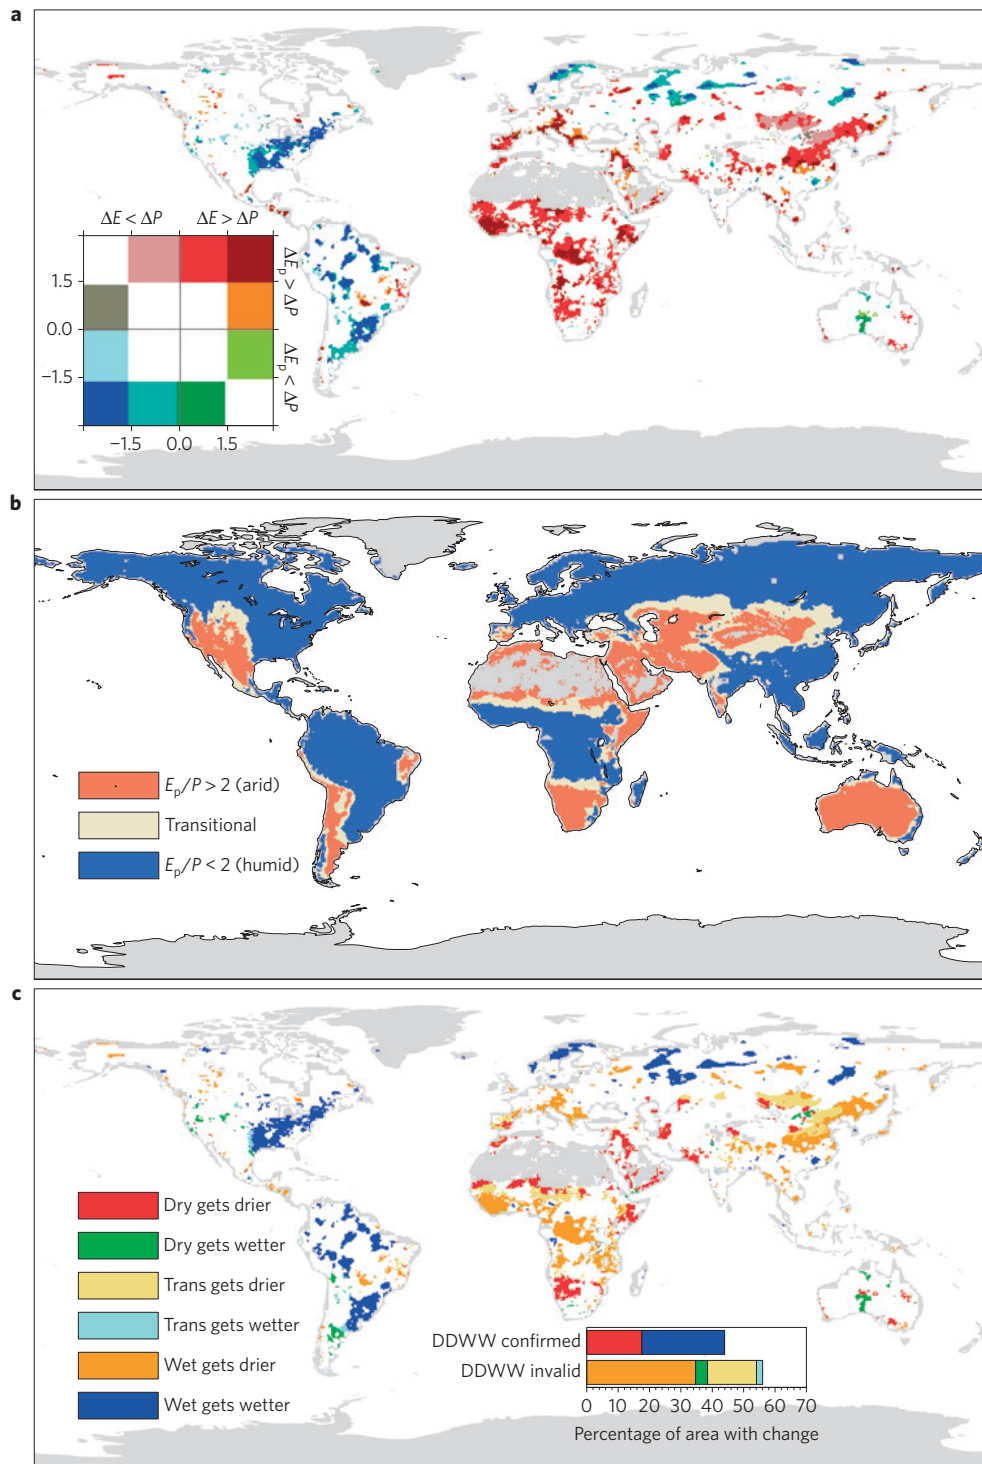 a
ΔE < ΔP ΔE > ΔP
ΔEp > ΔP
ΔEp < ΔP
1.5
0.0
−1.5
−1.5 0.0 1.5
b
Ep/P > 2 (arid)
Transitional
Ep/P < 2 (humid)
c
Dry gets drier
Dry gets wetter
Trans gets drier
Trans gets wetter
Wet gets drier
Wet gets wetter
DDWW confirmed
DDWW invalid
0 10 20 30 40 50 60 70
Percentage of area with change